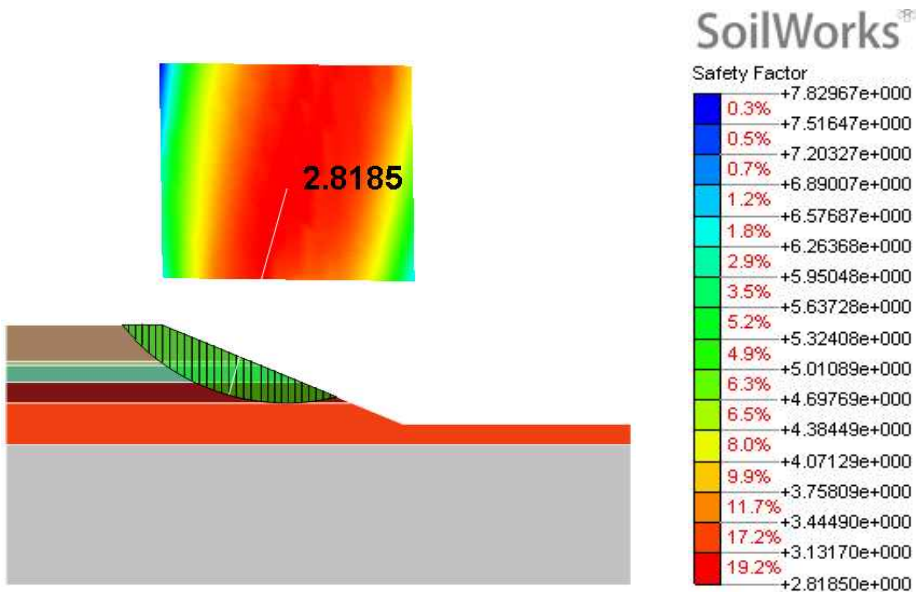 SoilWorks
Safety Factor
2.8185
+7.82967e+000
0.3%
+7.51647e+000
0.5%
+7.20327e+000
0.7%
+6.89007e+000
1.2%
+6.57687e+000
1.8%
+6.26368e+000
2.9%
+5.95048e+000
3.5%
+5.63728e+000
5.2%
+5.32408e+000
4.9%
+5.01089e+000
6.3%
+4.69769e+000
6.5%
+4.38449e+000
8.0%
+4.07129e+000
9.9%
+3.75809e+000
11.7%
+3.44490e+000
17.2%
+3.13170e+000
19.2%
+2.81850e+000